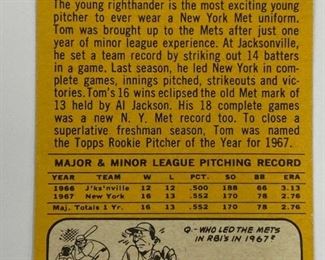 The young righthander is the most exciting young
pitcher to ever wear a New York Met uniform.
Tom was brought up to the Mets after just one
year of minor league experience. At Jacksonville,
he set a team record by striking out 14 batters
in a game. Last season, he led New York in com-
plete games, innings pitched, strikeouts and vic-
tories. Tom's 16 wins eclipsed the old Met mark of
13 held by Al Jackson. His 18 complete games
was a new N. Y. Met record too. To close a
superlative freshman season, Tom was named
the Topps Rookie Pitcher of the Year for 1967.
MAJOR & MINOR LEAGUE PITCHING RECORD
YEAR TEAM W L PCT. SO BB ERA
1966 J'ks'nville 12 12 .500 188 66 3.13
1967 New York 16 13 .552 170 78 2.76
Maj. Totals 1 Yr. 16 13 .552 170 78 2.76
Q.-WHO LED THE METS
IN RBI'S IN 1967?